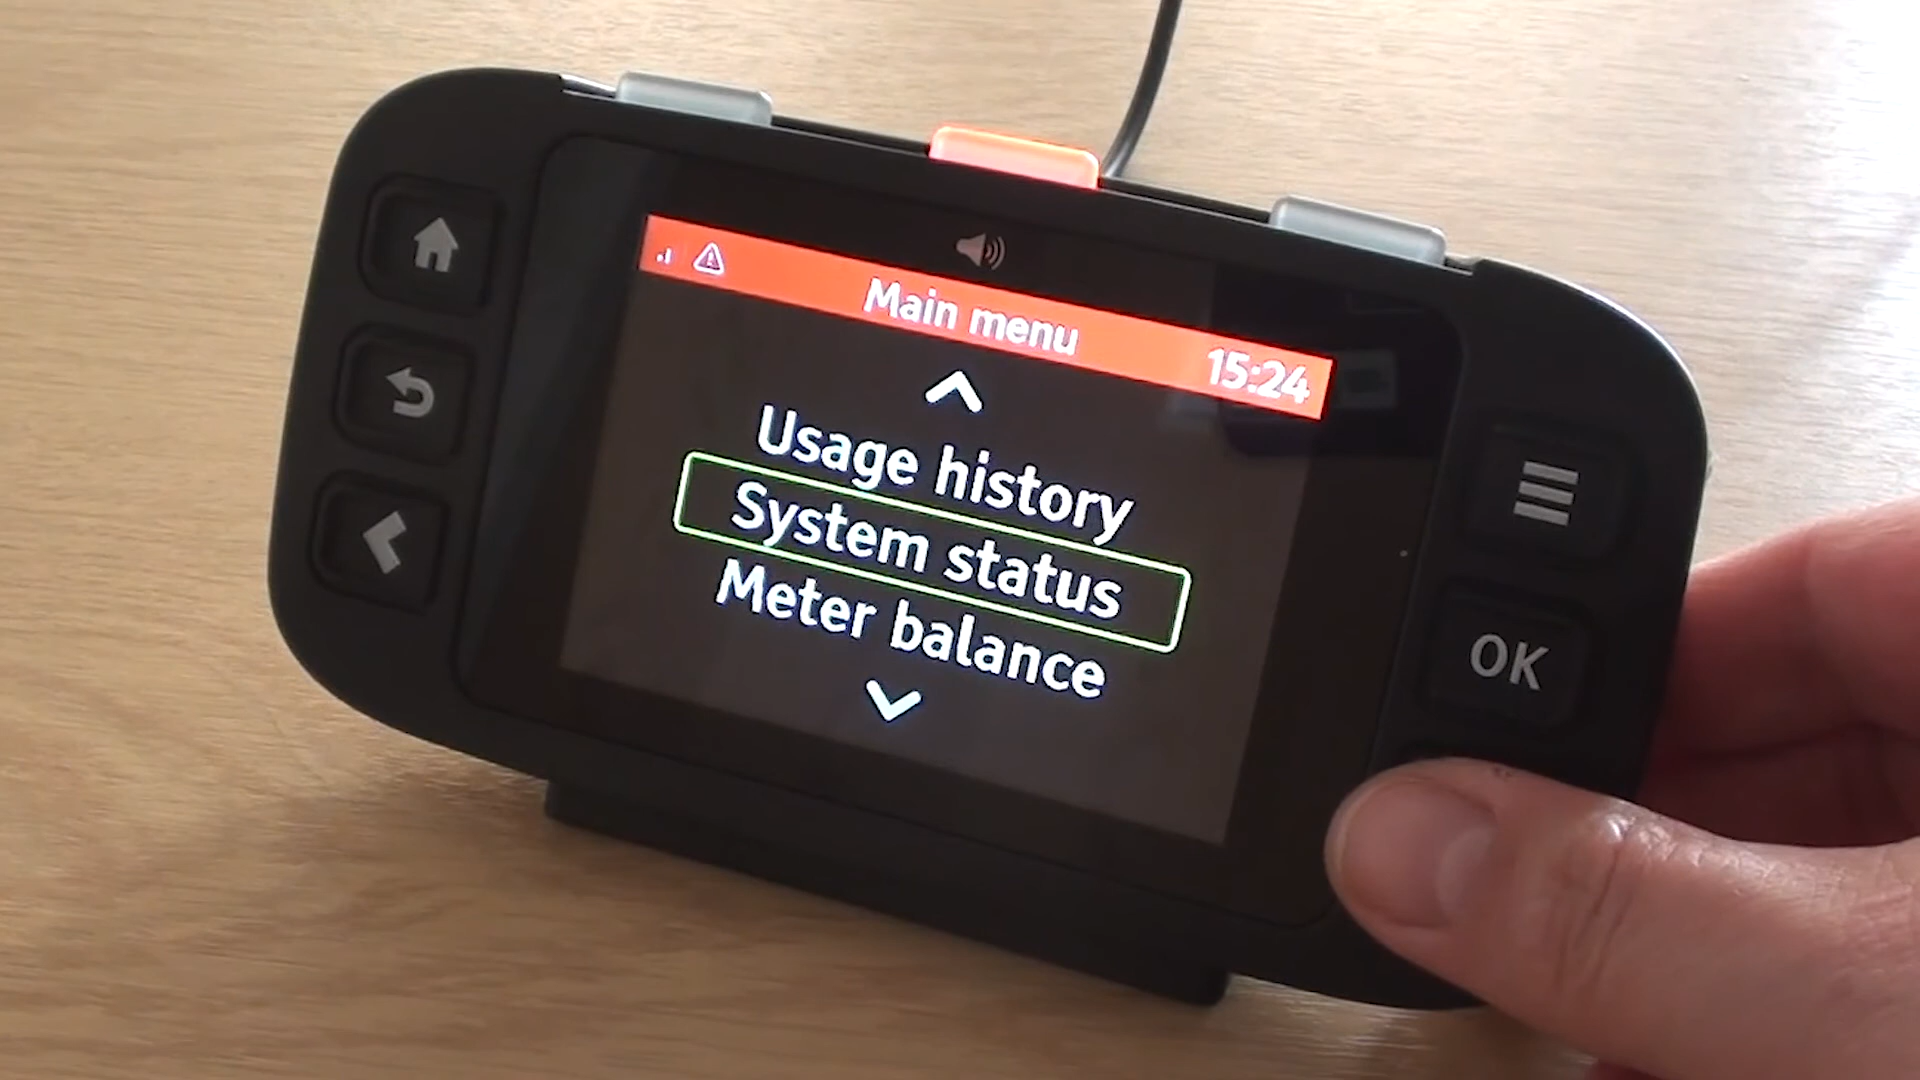 Main menu
15:24
Usage history
System status
Meter balance
OK